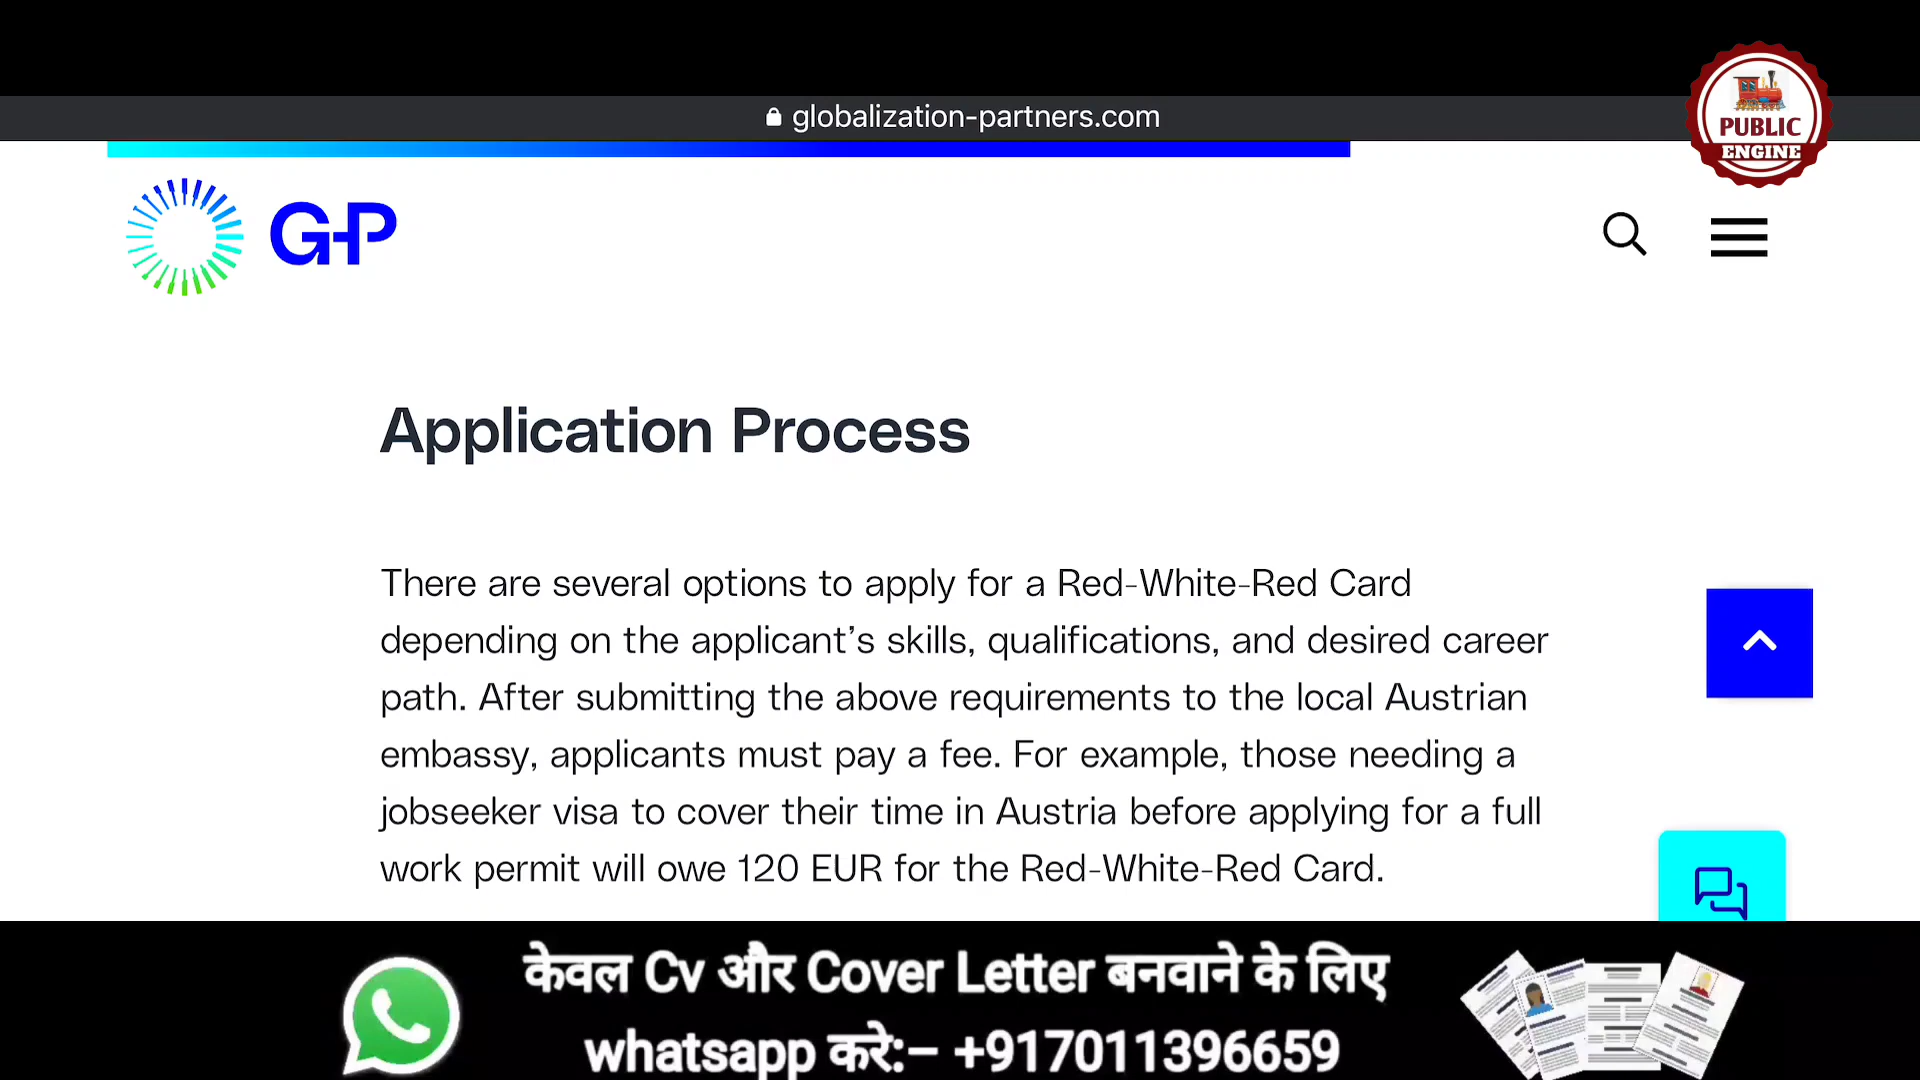 globalization-partners.com
PUBLIC
ENGINE
G-P
Application Process
There are several options to apply for a Red-White-Red Card
depending on the applicant’s skills, qualifications, and desired career
path. After submitting the above requirements to the local Austrian
embassy, applicants must pay a fee. For example, those needing a
jobseeker visa to cover their time in Austria before applying for a full
work permit will owe 120 EUR for the Red-White-Red Card.
केवल Cv और Cover Letter बनवाने के लिए
whatsapp करे:– +917011396659